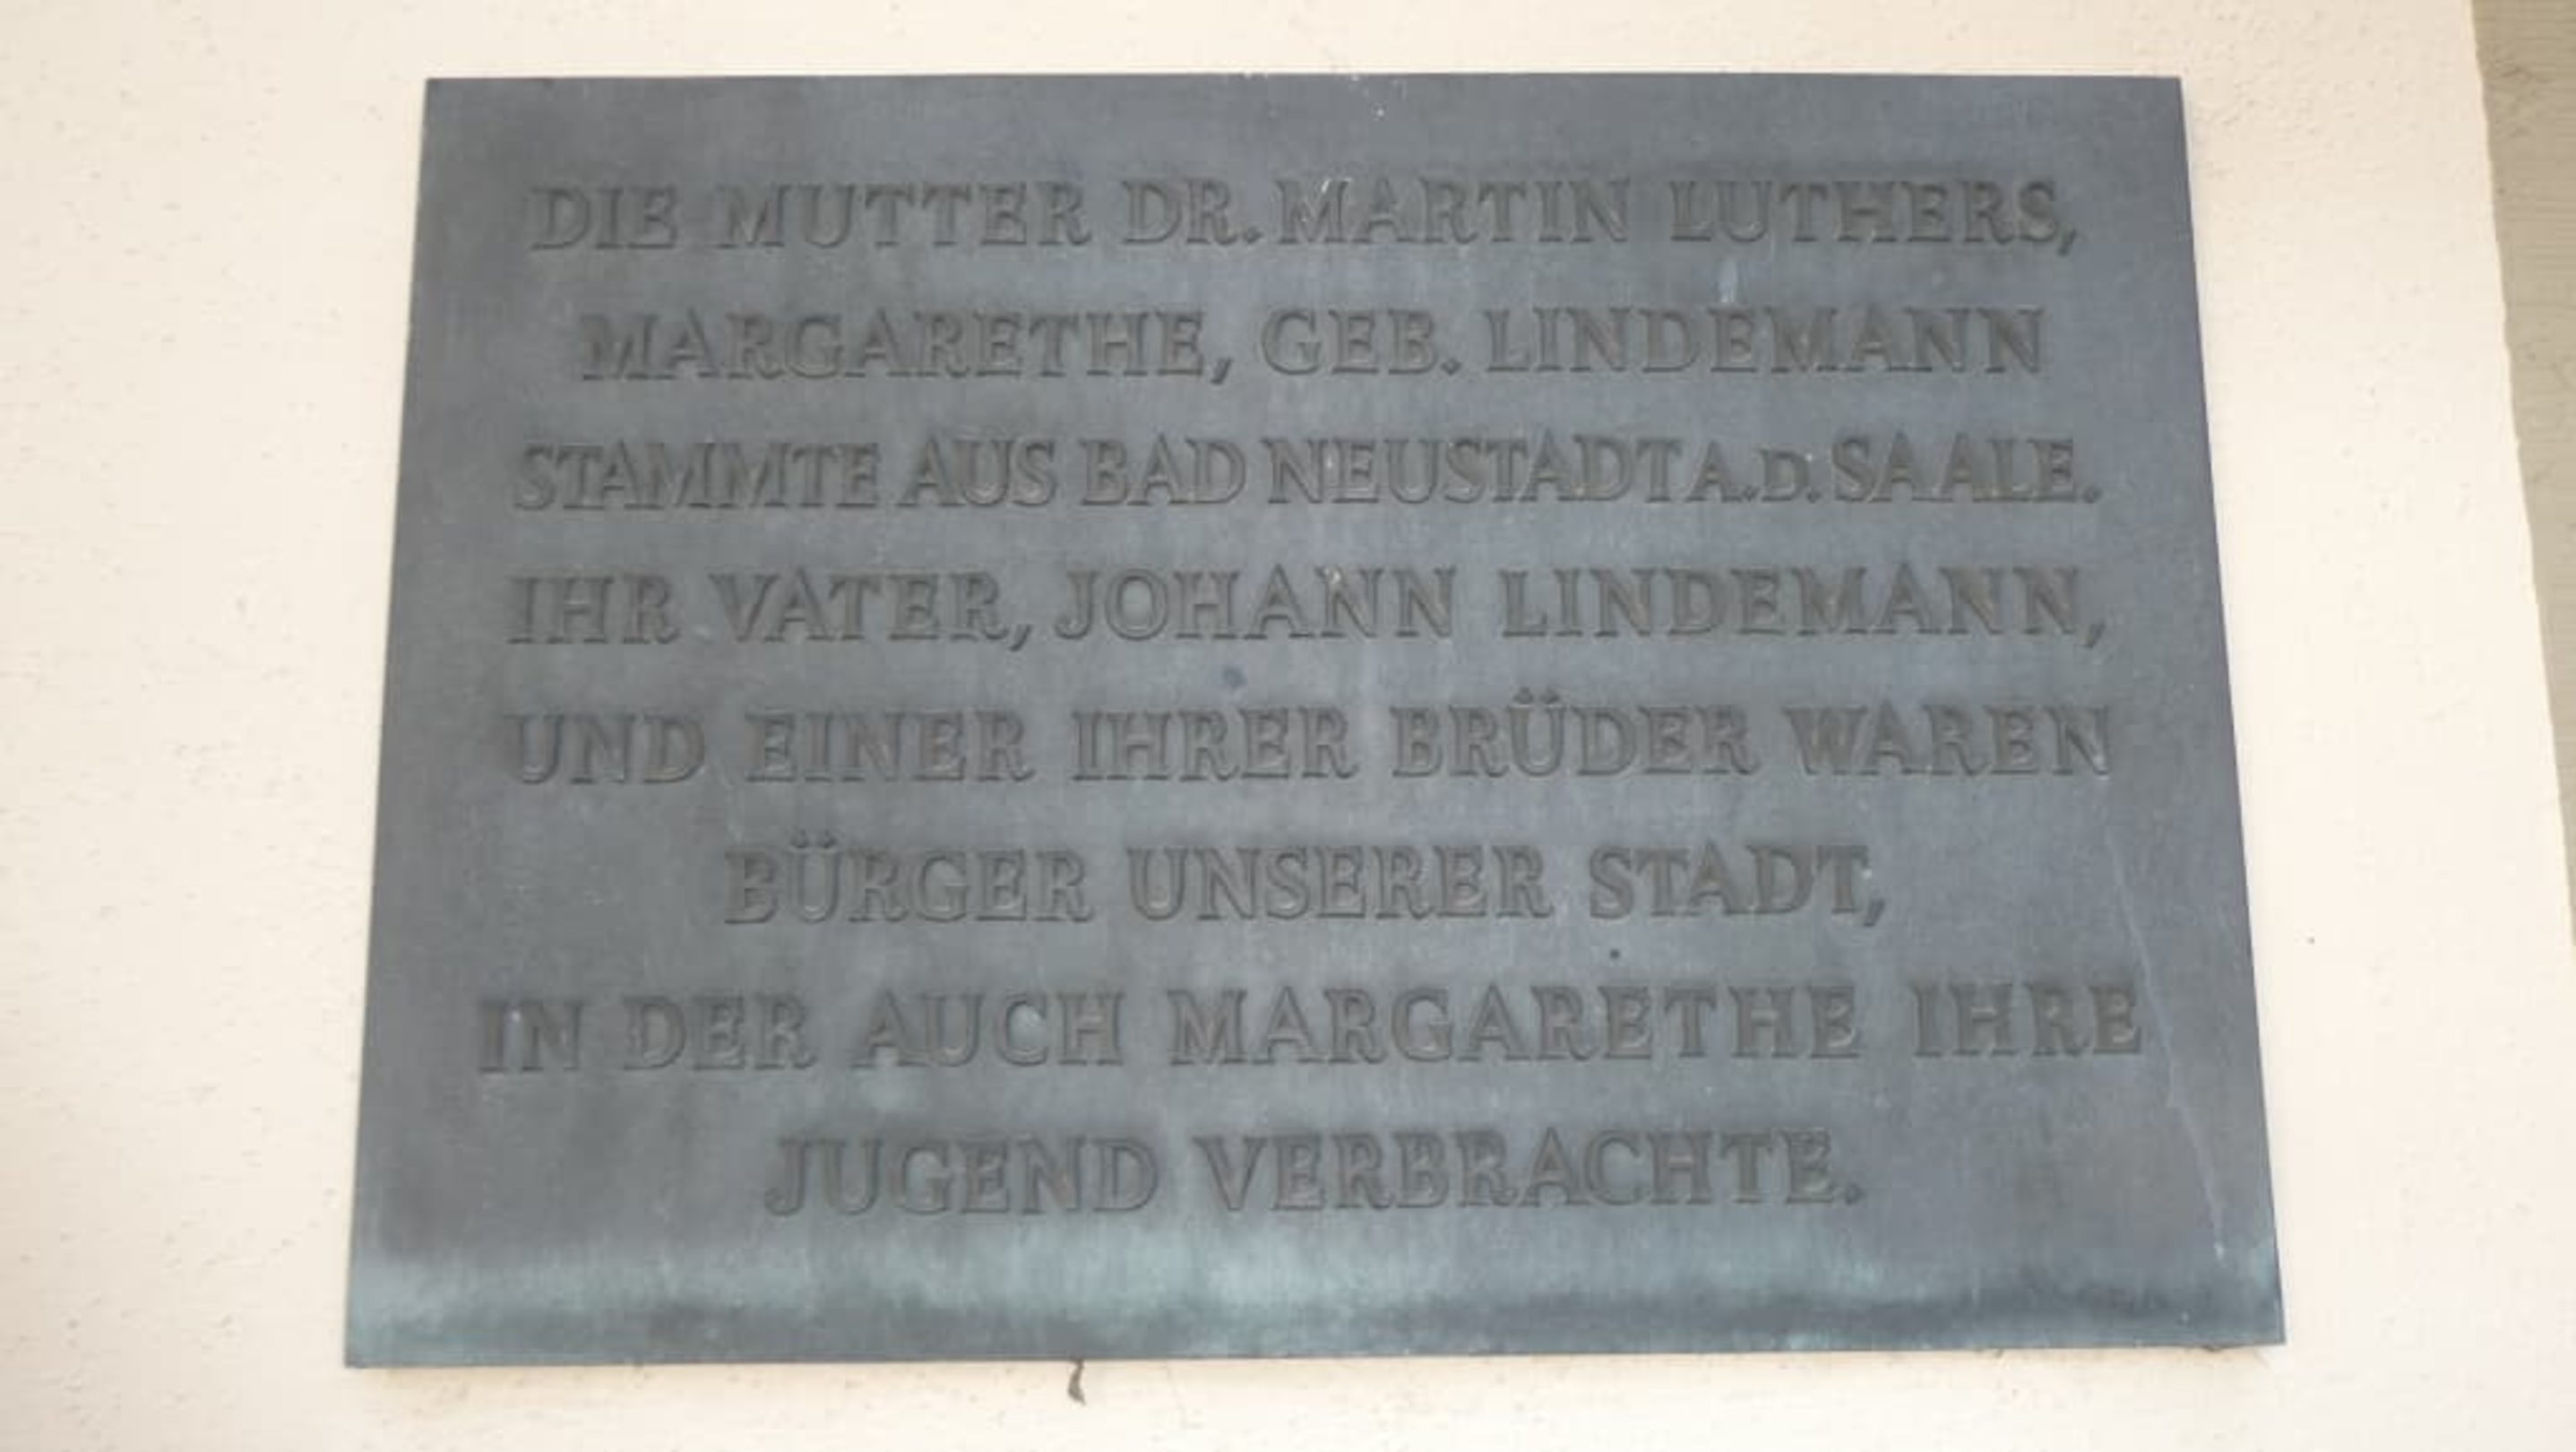 DIE MUTTER DR. MARTIN LUTHERS,
MARGARETHE, GEB. LINDEMANN
STAMMTE AUS BAD NEUSTADT A.D. SAALE.
IHR VATER, JOHANN LINDEMANN,
UND EINER IHRER BRÜDER WAREN
BÜRGER UNSERER STADT,
IN DER AUCH MARGARETHE IHRE
JUGEND VERBRACHTE.